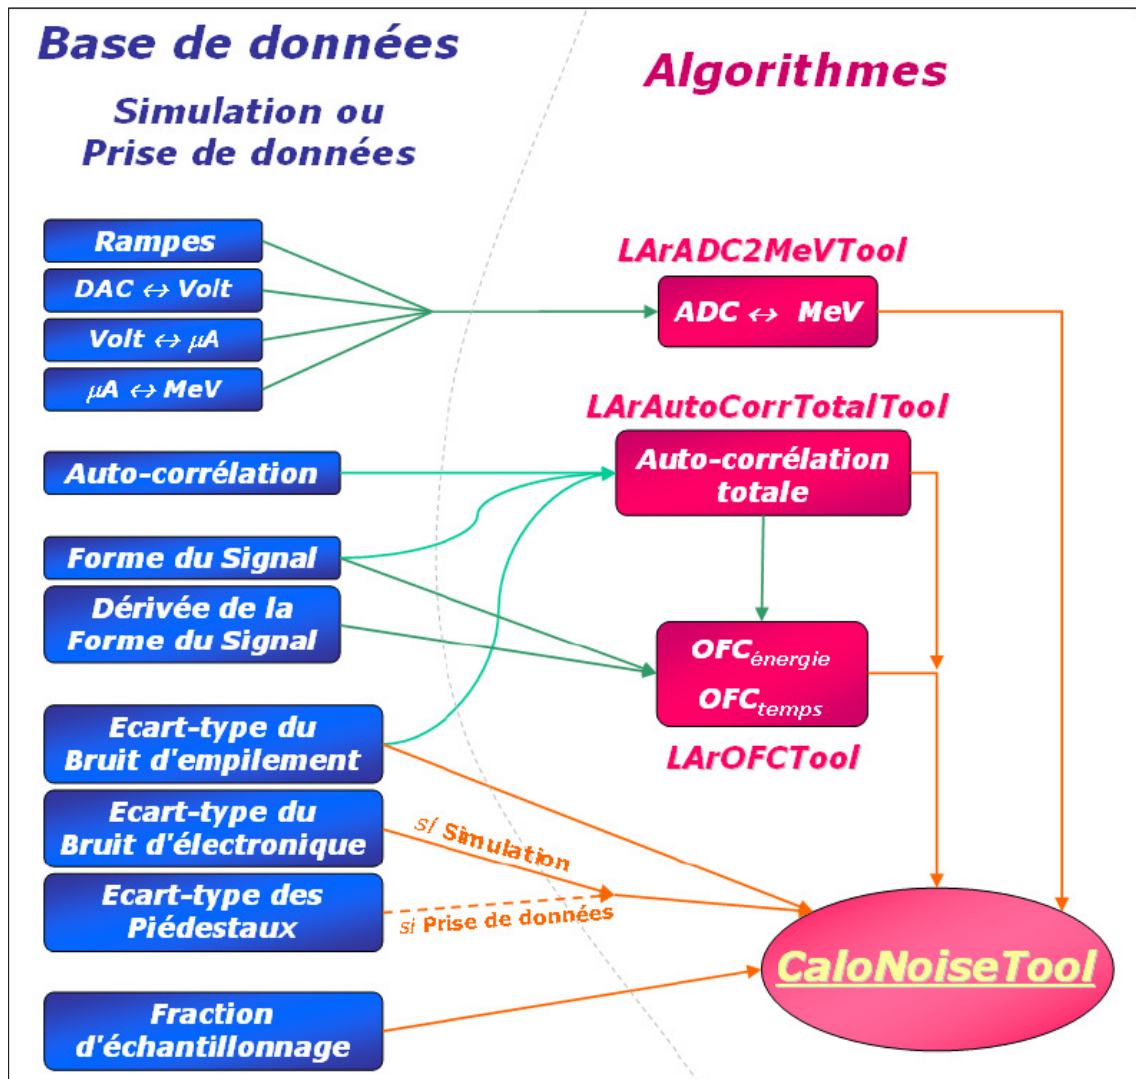 Base de données
Simulation ou
Prise de données
Algorithmes
Rampes
DAC ↔ Volt
Volt ↔ μA
μA ↔ MeV
LArADC2MeVTool
ADC ↔ MeV
LArAutoCorrTotalTool
Auto-corrélation
Auto-corrélation
totale
Forme du Signal
Dérivée de la
Forme du Signal
OFCénergie
OFCtemps
LArOFCTool
Ecart-type du
Bruit d'empilement
Ecart-type du
Bruit d'électronique
si Simulation
Ecart-type des
Piédestaux
si Prise de données
CaloNoiseTool
Fraction
d'échantillonnage